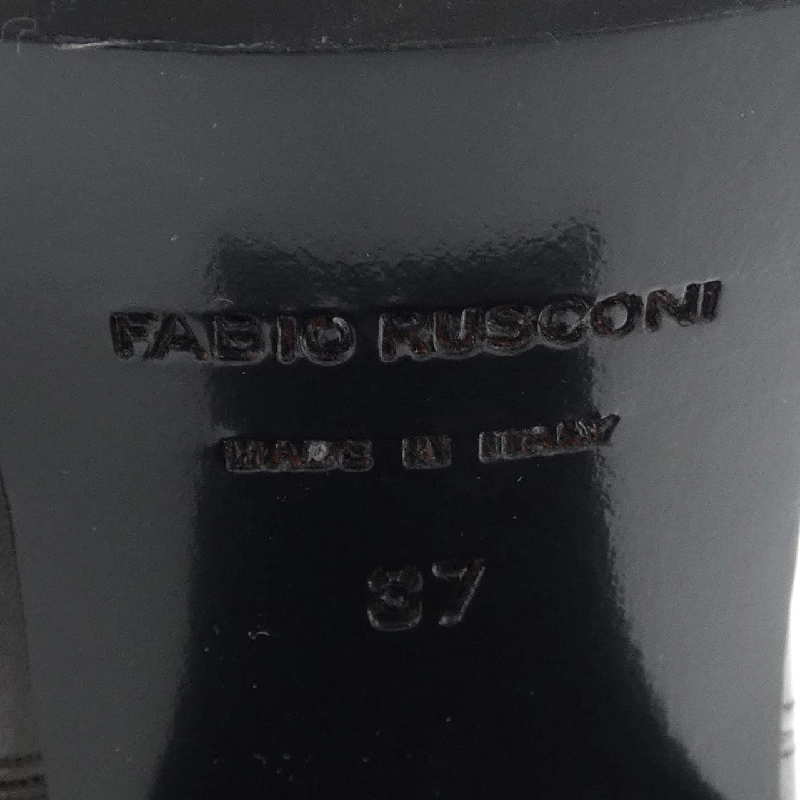 FABIO RUSCONI
MADE IN ITALY
37